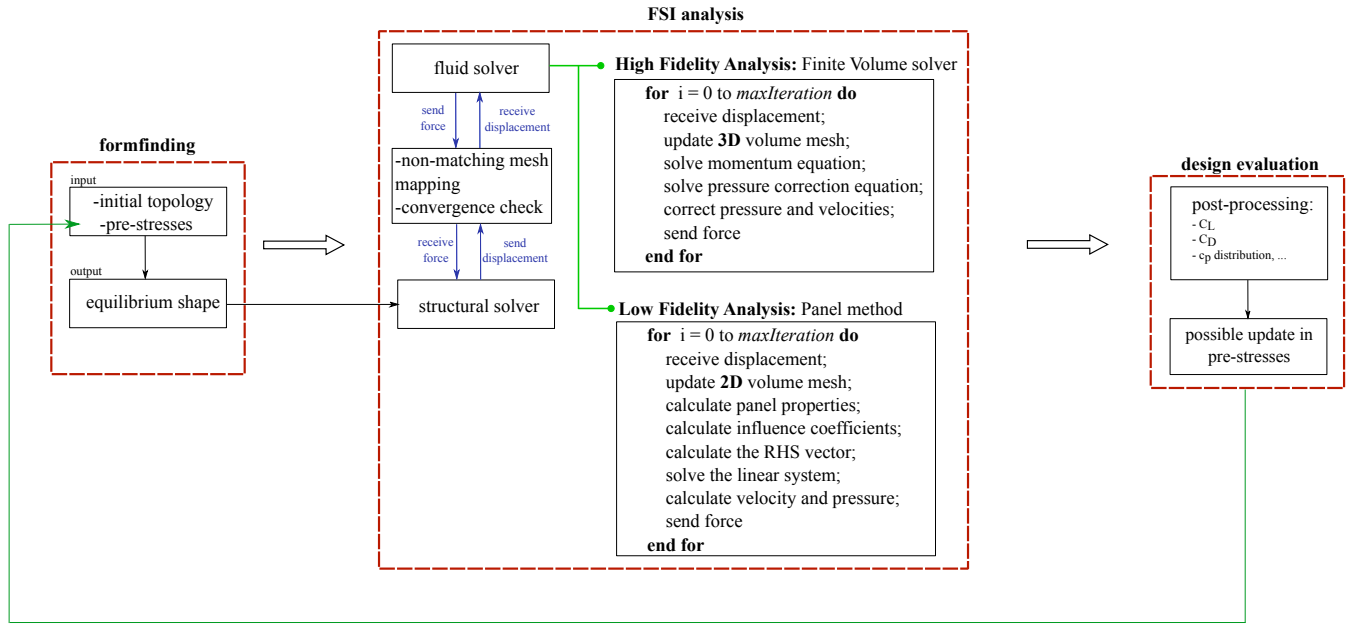 FSI analysis
formfinding
input
-initial topology
-pre-stresses
output
equilibrium shape
fluid solver
send
force
receive
displacement
-non-matching mesh
mapping
-convergence check
receive
force
send
displacement
structural solver
High Fidelity Analysis: Finite Volume solver
for i = 0 to maxIteration do
receive displacement;
update 3D volume mesh;
solve momentum equation;
solve pressure correction equation;
correct pressure and velocities;
send force
end for
Low Fidelity Analysis: Panel method
for i = 0 to maxIteration do
receive displacement;
update 2D volume mesh;
calculate panel properties;
calculate influence coefficients;
calculate the RHS vector;
solve the linear system;
calculate velocity and pressure;
send force
end for
design evaluation
post-processing:
- CL
- CD
- cp distribution, ...
possible update in
pre-stresses